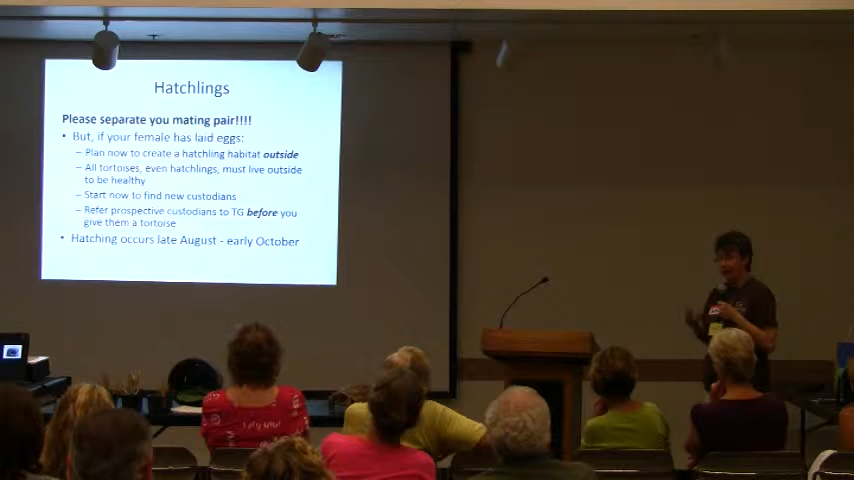 Hatchlings
Please separate you mating pair!!!!
• But, if your female has laid eggs:
– Plan now to create a hatchling habitat outside
– All tortoises, even hatchlings, must live outside
to be healthy
– Start now to find new custodians
– Refer prospective custodians to TG before you
give them a tortoise
• Hatching occurs late August - early October